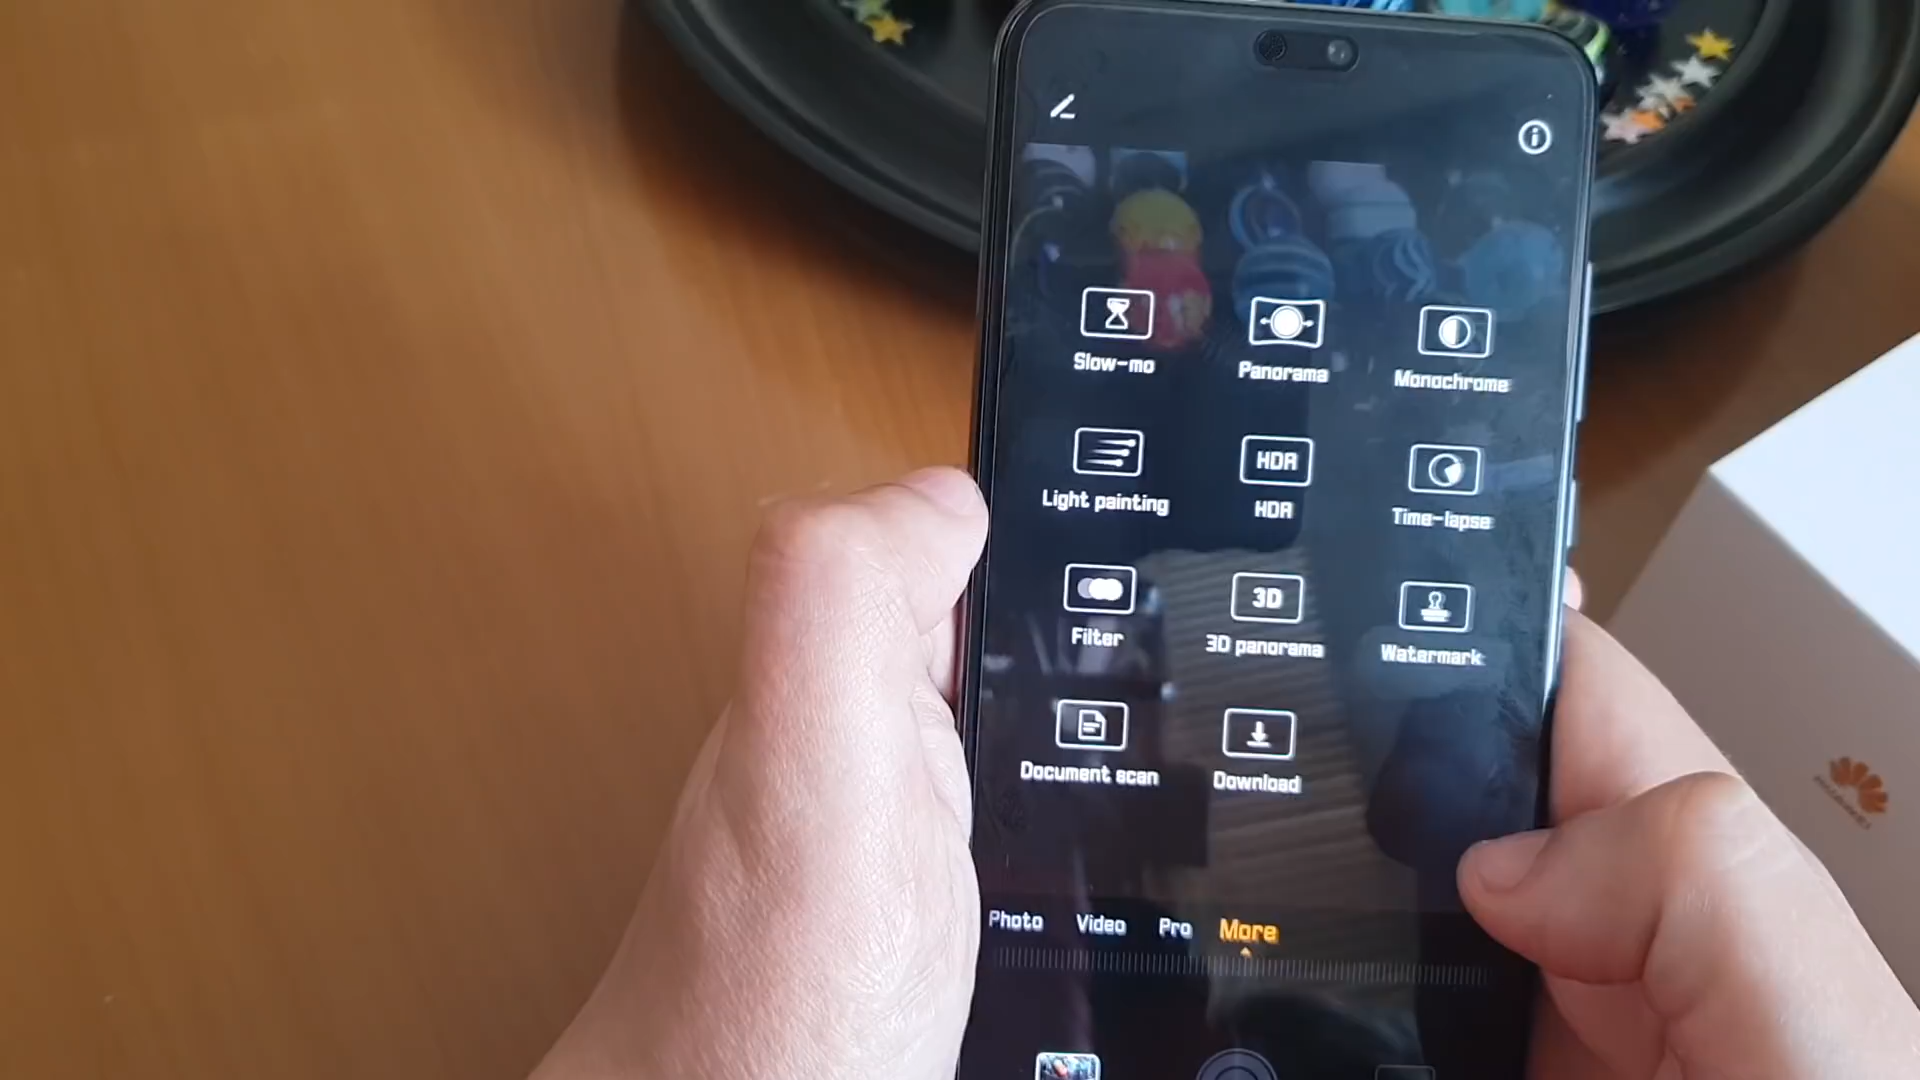 Slow-mo
Panorama
Monochrome
HDR
Light painting
HDR
Time-lapse
3D
Filter
3D panorama
Watermark
Document scan
Download
Photo
Video
Pro
More